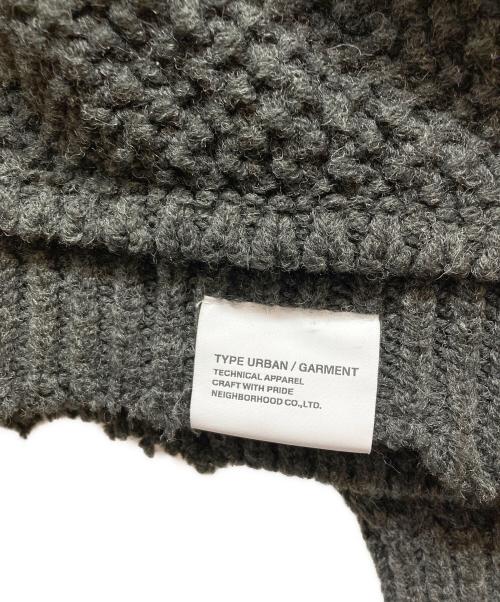 TYPE URBAN / GARMENT
TECHNICAL APPAREL
CRAFT WITH PRIDE
NEIGHBORHOOD CO.,LTD.